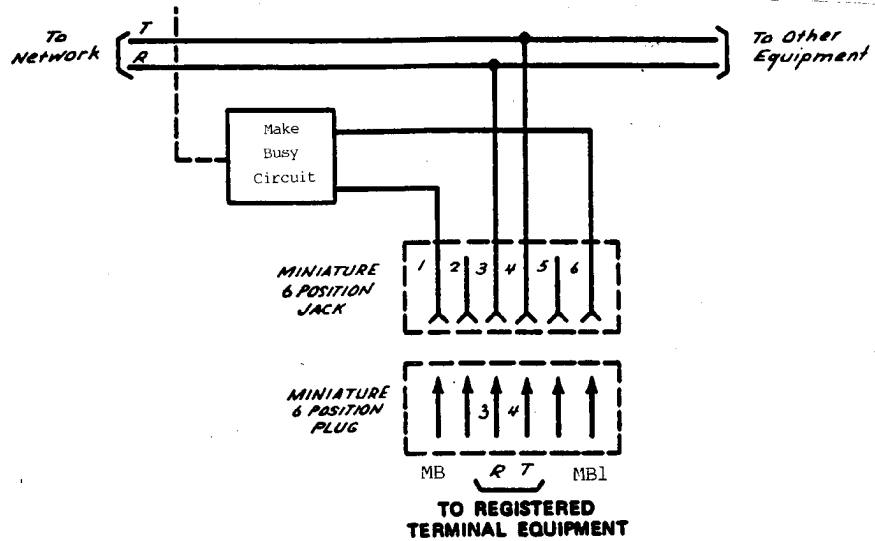 To
Network
T
R
To Other
Equipment
Make
Busy
Circuit
MINIATURE
6 POSITION
JACK
1 2 3 4 5 6
MINIATURE
6 POSITION
PLUG
3 4
MB R T MB1
TO REGISTERED
TERMINAL EQUIPMENT